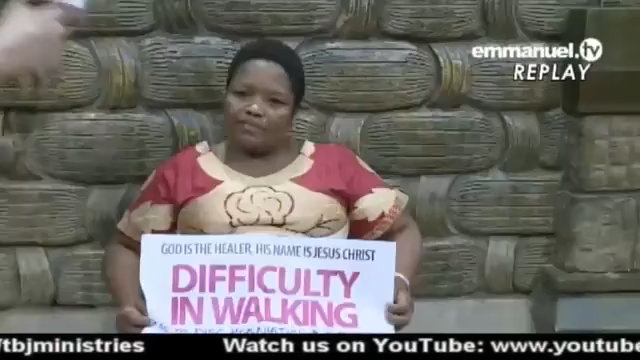 emmanuel.tv
REPLAY
GOD IS THE HEALER, HIS NAME IS JESUS CHRIST
DIFFICULTY
IN WALKING
/tbjministries Watch us on YouTube: www.youtube